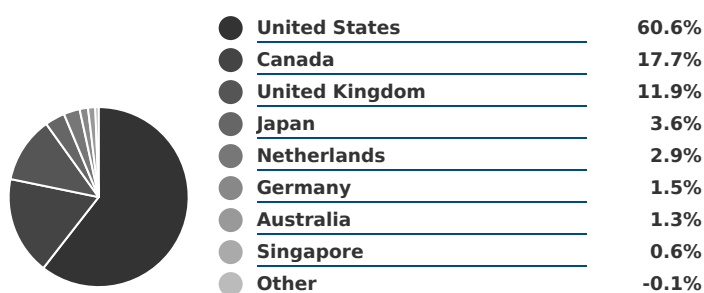 United States 60.6%
Canada 17.7%
United Kingdom 11.9%
Japan 3.6%
Netherlands 2.9%
Germany 1.5%
Australia 1.3%
Singapore 0.6%
Other -0.1%